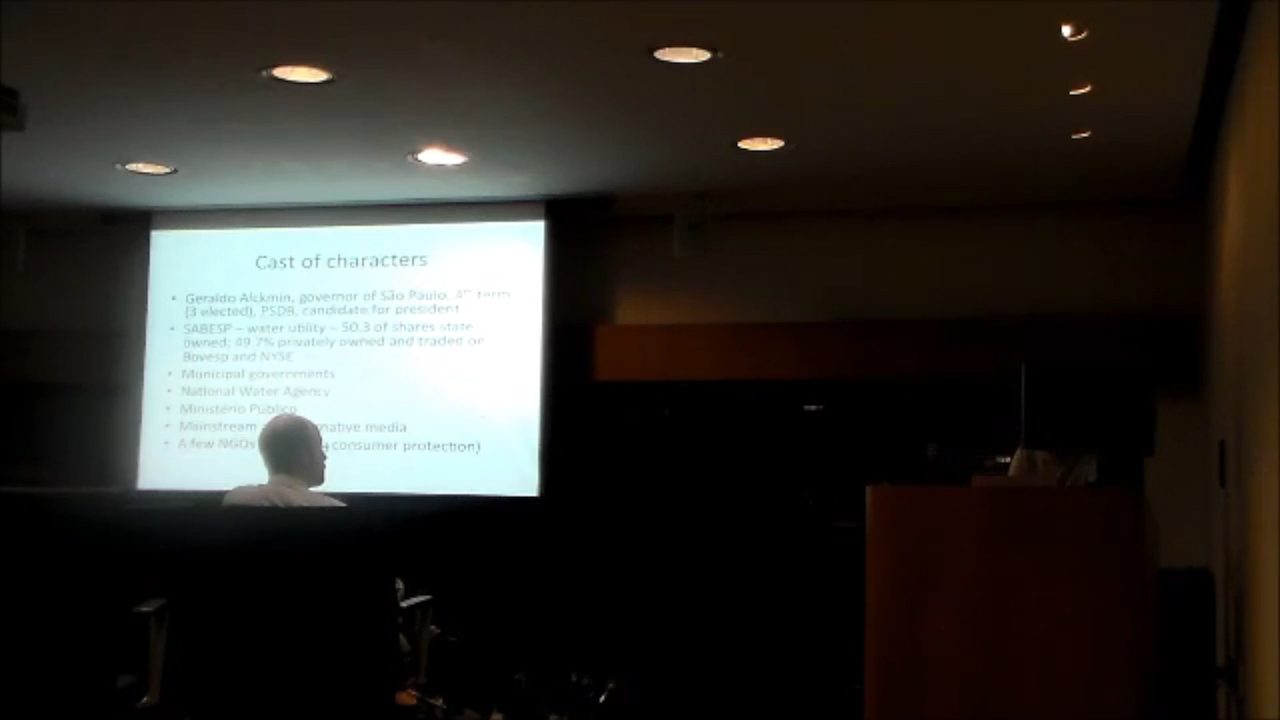 Cast of characters
• Geraldo Alckmin, governor of São Paulo, 4th term
(3 elected), PSDB, candidate for president
• SABESP – water utility – 50.3 of shares state
owned; 49.7% privately owned and traded on
Bovesp and NYSE
• Municipal governments
• National Water Agency
• Ministério Público
• Mainstream native media
• A few NGOs consumer protection)